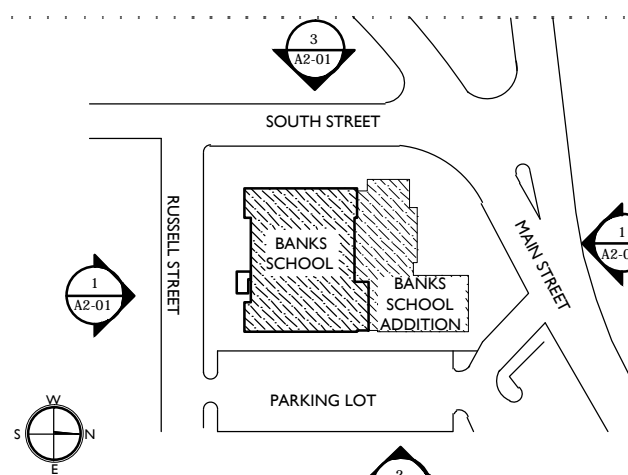 3
A2-01
SOUTH STREET
RUSSELL STREET
MAIN STREET
1
BANKS
SCHOOL
1
A2-01
BANKS
SCHOOL
ADDITION
PARKING LOT
W
S
N
E